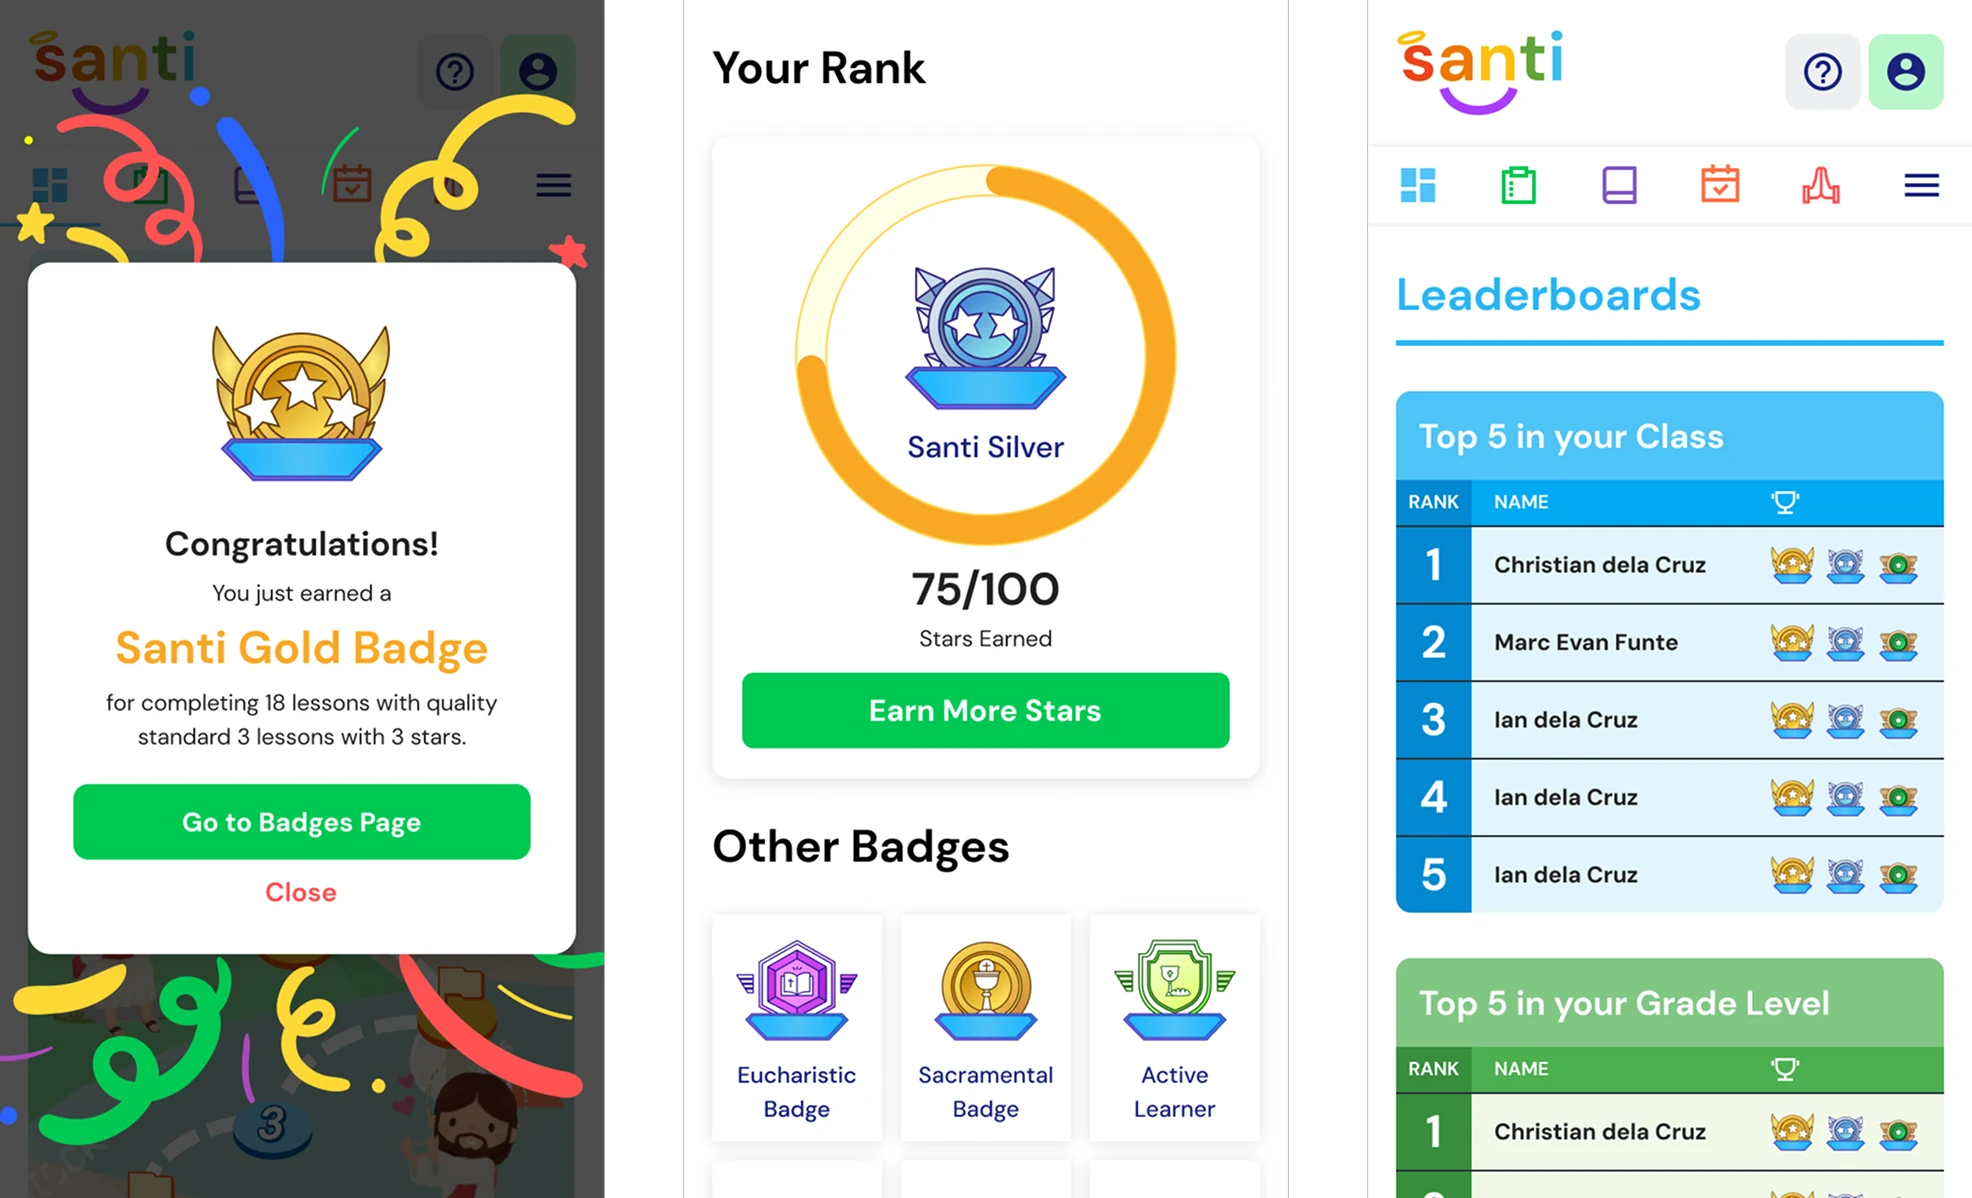 santi
Congratulations!
You just earned a
Santi Gold Badge
for completing 18 lessons with quality
standard 3 lessons with 3 stars.
Go to Badges Page
Close
3
Your Rank
Santi Silver
75/100
Stars Earned
Earn More Stars
Other Badges
Eucharistic
Badge
Sacramental
Badge
Active
Learner
santi
Leaderboards
Top 5 in your Class
RANK NAME
1 Christian dela Cruz
2 Marc Evan Funte
3 Ian dela Cruz
4 Ian dela Cruz
5 Ian dela Cruz
Top 5 in your Grade Level
RANK NAME
1 Christian dela Cruz